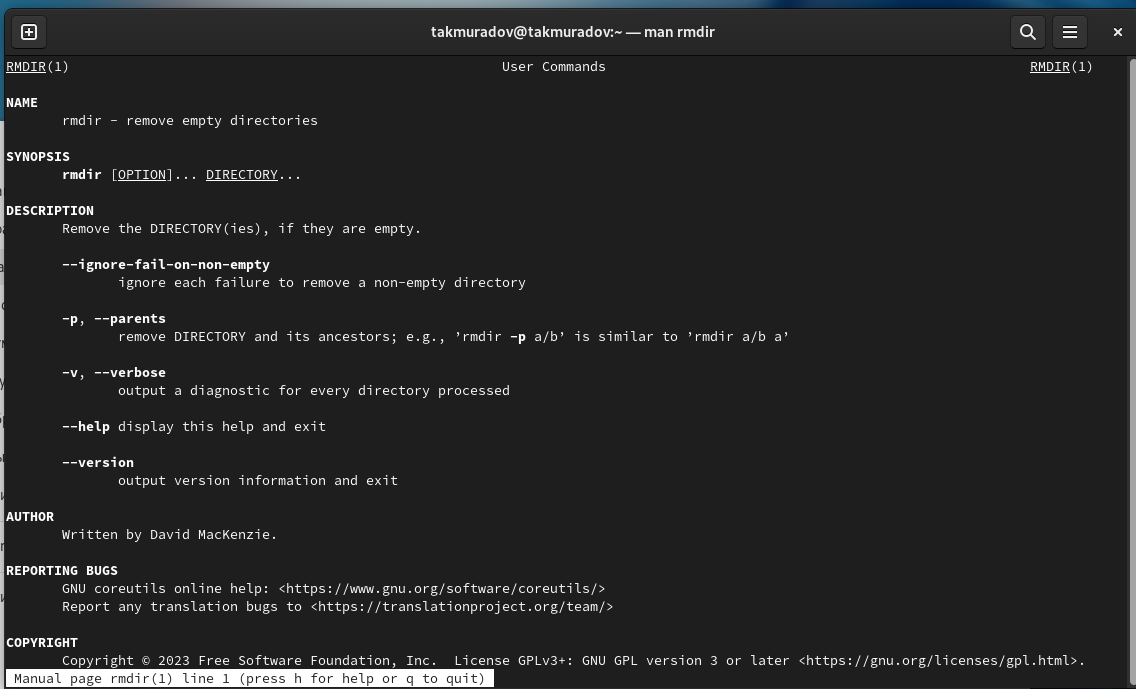 takmuradov@takmuradov:~ — man rmdir
RMDIR(1) User Commands RMDIR(1)
NAME
rmdir - remove empty directories
SYNOPSIS
rmdir [OPTION]... DIRECTORY...
DESCRIPTION
Remove the DIRECTORY(ies), if they are empty.
--ignore-fail-on-non-empty
ignore each failure to remove a non-empty directory
-p, --parents
remove DIRECTORY and its ancestors; e.g., ’rmdir -p a/b’ is similar to ’rmdir a/b a’
-v, --verbose
output a diagnostic for every directory processed
--help display this help and exit
--version
output version information and exit
AUTHOR
Written by David MacKenzie.
REPORTING BUGS
GNU coreutils online help: <https://www.gnu.org/software/coreutils/>
Report any translation bugs to <https://translationproject.org/team/>
COPYRIGHT
Copyright © 2023 Free Software Foundation, Inc. License GPLv3+: GNU GPL version 3 or later <https://gnu.org/licenses/gpl.html>.
Manual page rmdir(1) line 1 (press h for help or q to quit)